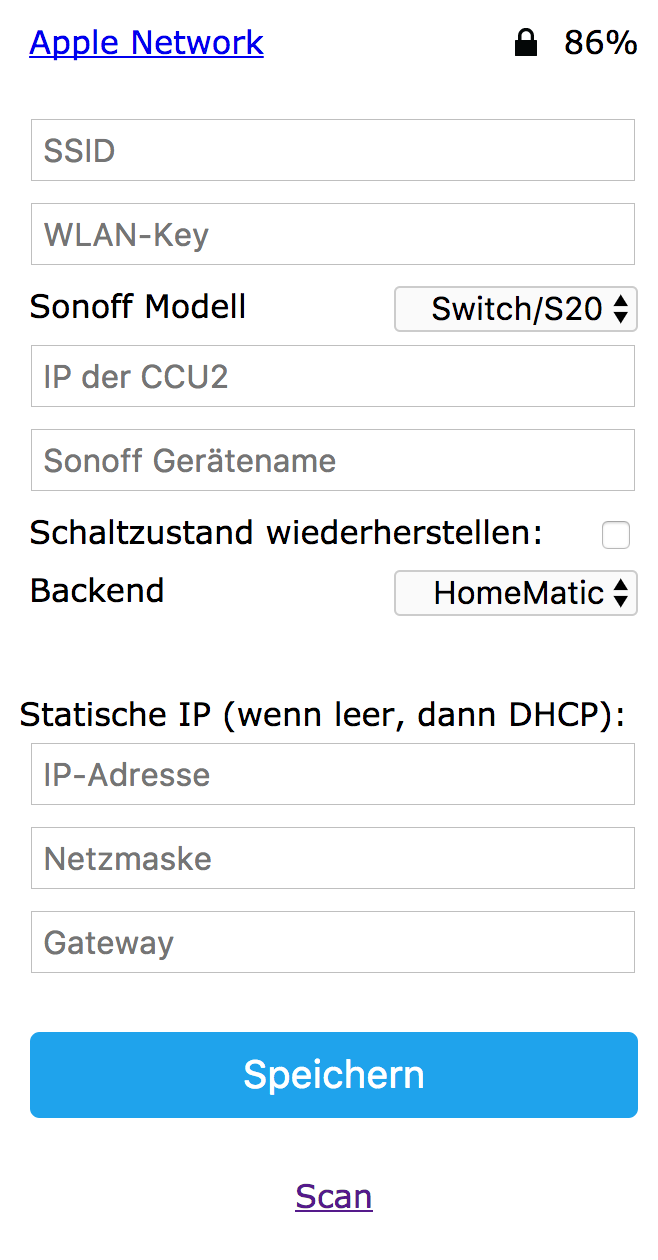 Apple Network 86%
SSID
WLAN-Key
Sonoff Modell Switch/S20
IP der CCU2
Sonoff Gerätename
Schaltzustand wiederherstellen:
Backend HomeMatic
Statische IP (wenn leer, dann DHCP):
IP-Adresse
Netzmaske
Gateway
Speichern
Scan